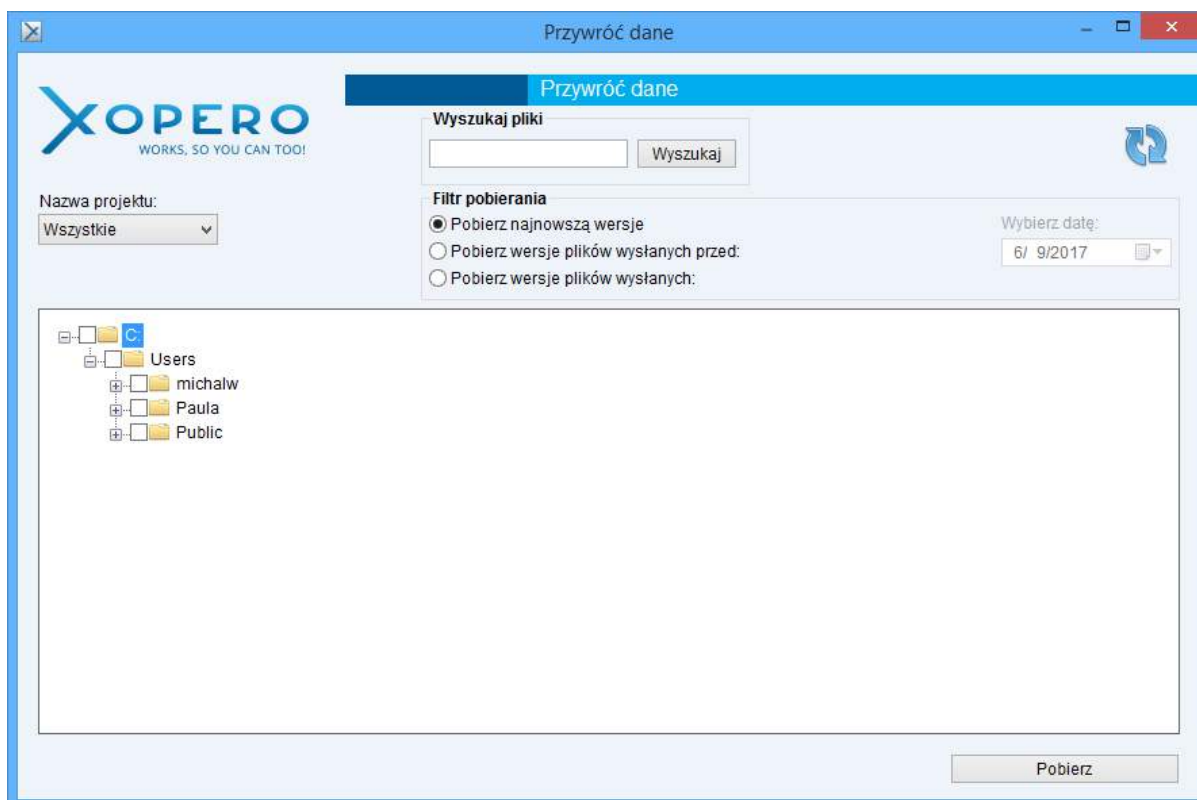 Przywróć dane
Przywróć dane
XOPERO
WORKS, SO YOU CAN TOO!
Wyszukaj pliki
Wyszukaj
Nazwa projektu:
Wszystkie
Filtr pobierania
Pobierz najnowszą wersje
Pobierz wersje plików wysłanych przed:
Pobierz wersje plików wysłanych:
Wybierz datę:
6/ 9/2017
C:
Users
michalw
Paula
Public
Pobierz